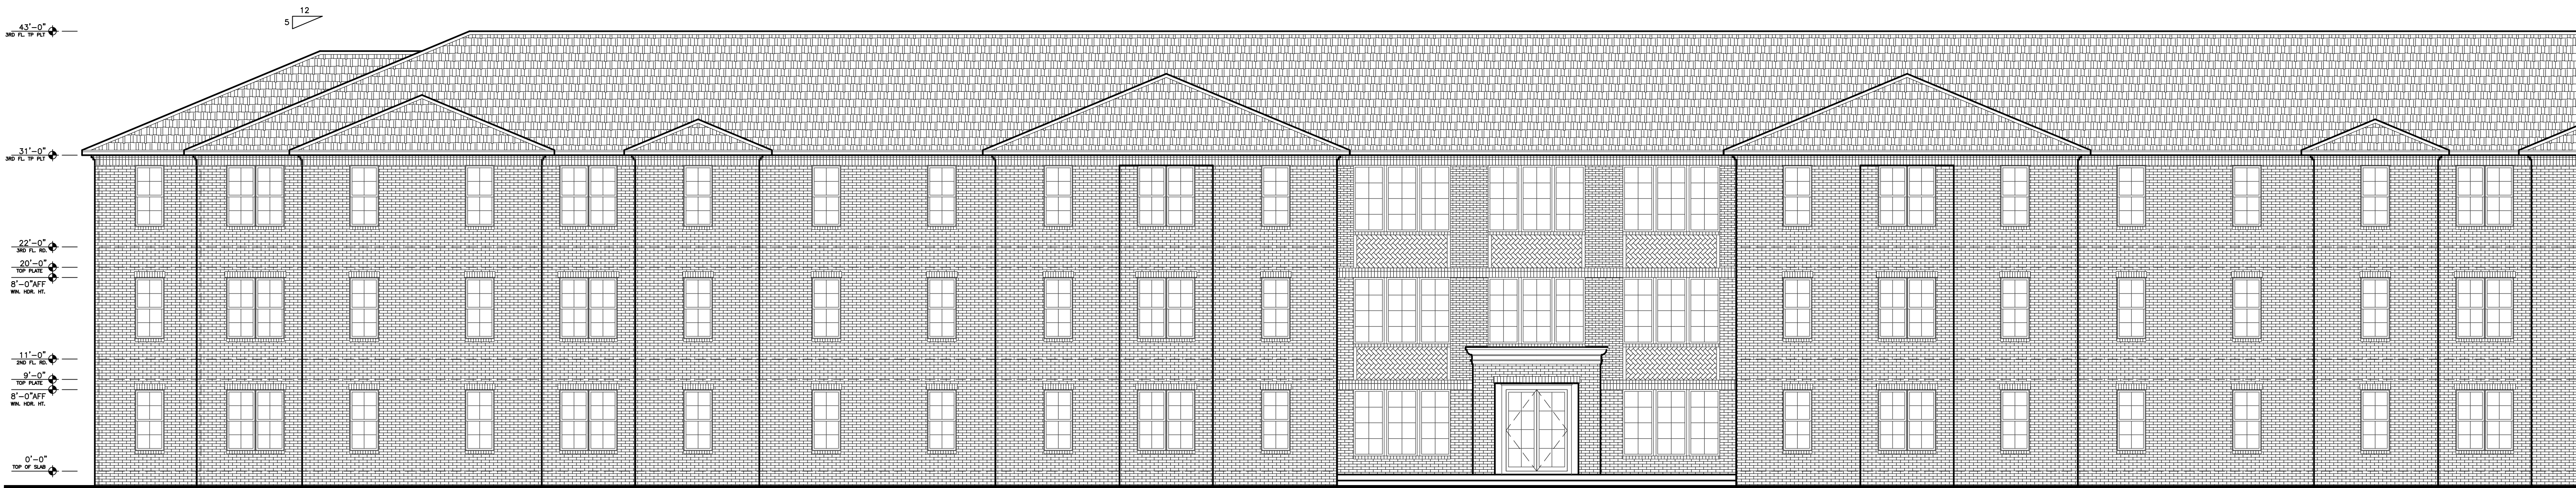 12
5
43'-0"
3RD FL. TP PLT
31'-0"
3RD FL. TP PLT
22'-0"
3RD FL. RD.
20'-0"
TOP PLATE
8'-0"AFF
WIN. HDR. HT.
11'-0"
2ND FL. RD.
9'-0"
TOP PLATE
8'-0"AFF
WIN. HDR. HT.
0'-0"
TOP OF SLAB